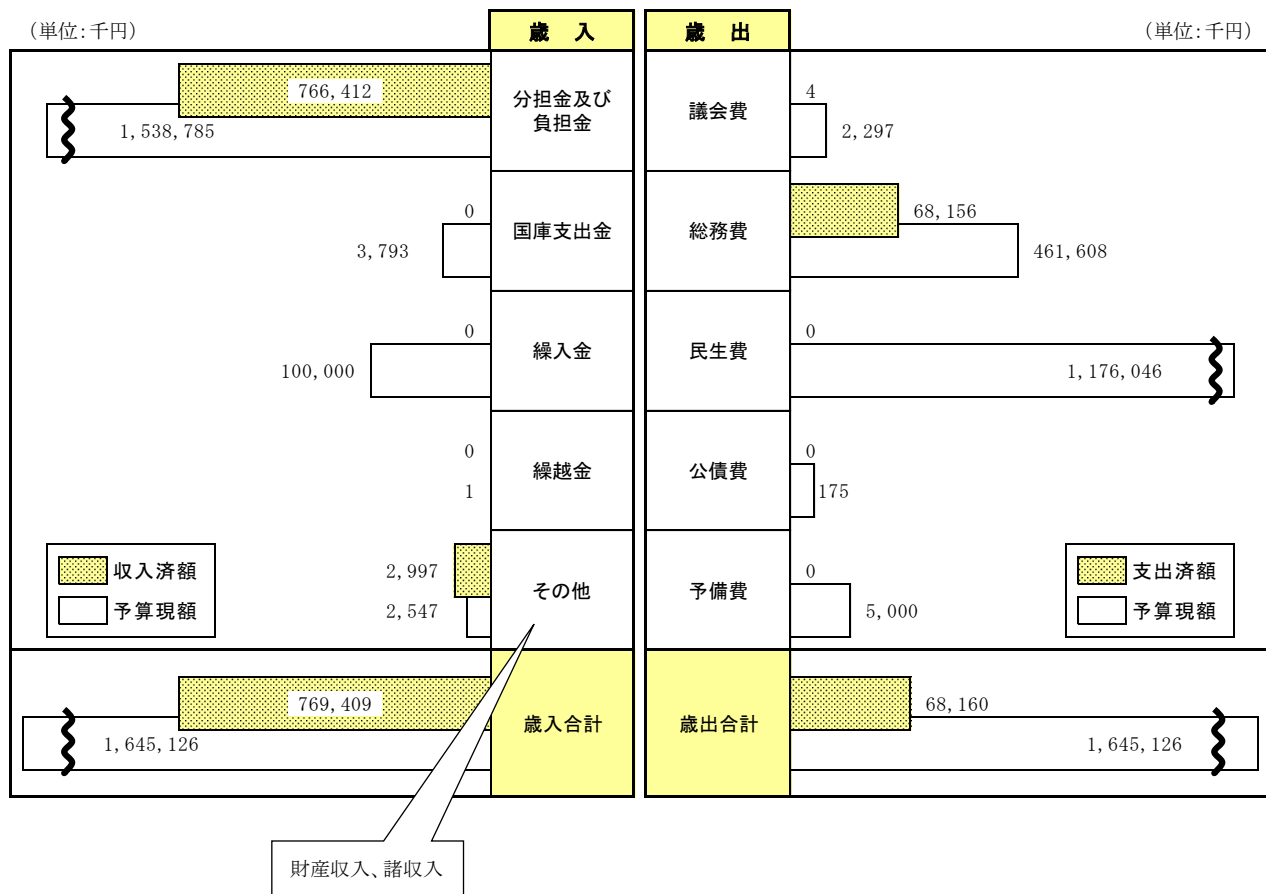 (単位:千円)
歳 入
766,412
1,538,785
分担金及び
負担金
0
3,793
国庫支出金
0
100,000
繰入金
0
1
繰越金
2,997
2,547
その他
収入済額
予算現額
769,409
1,645,126
歳入合計
財産収入、諸収入
歳 出
(単位:千円)
議会費
4
2,297
総務費
68,156
461,608
民生費
0
1,176,046
公債費
0
175
予備費
0
5,000
支出済額
予算現額
歳出合計
68,160
1,645,126